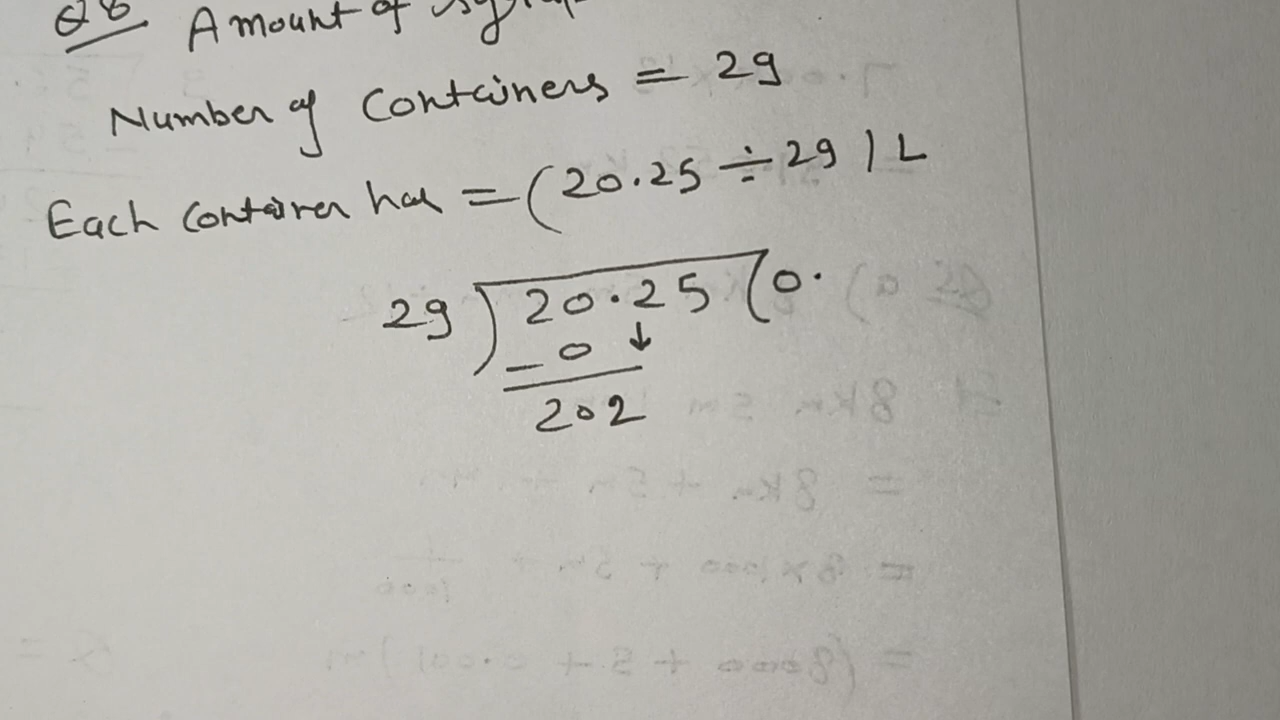 Q8 Amount of
Number of Containers = 29
Each Container has = (20.25 ÷ 29) L
29) 20.25 (0.
- 0 ↓
202